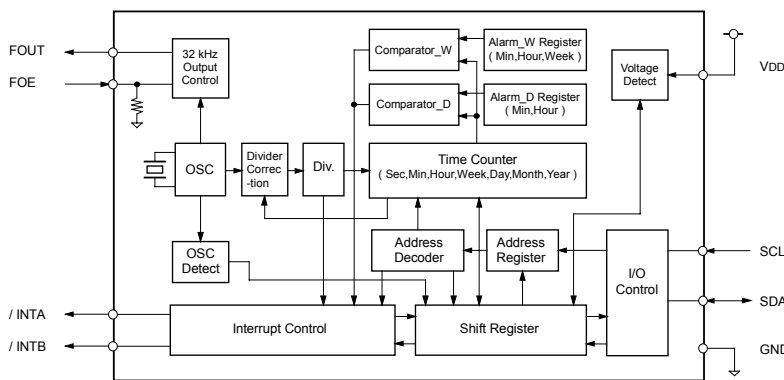 FOUT
FOE
32 kHz
Output
Control
Comparator_W
Alarm_W Register
( Min,Hour,Week )
Comparator_D
Alarm_D Register
( Min,Hour )
Voltage
Detect
VDD
OSC
Divider
Correc
-tion
Div.
Time Counter
( Sec,Min,Hour,Week,Day,Month,Year )
OSC
Detect
Address
Decoder
Address
Register
I/O
Control
SCL
SDA
/ INTA
/ INTB
Interrupt Control
Shift Register
GND